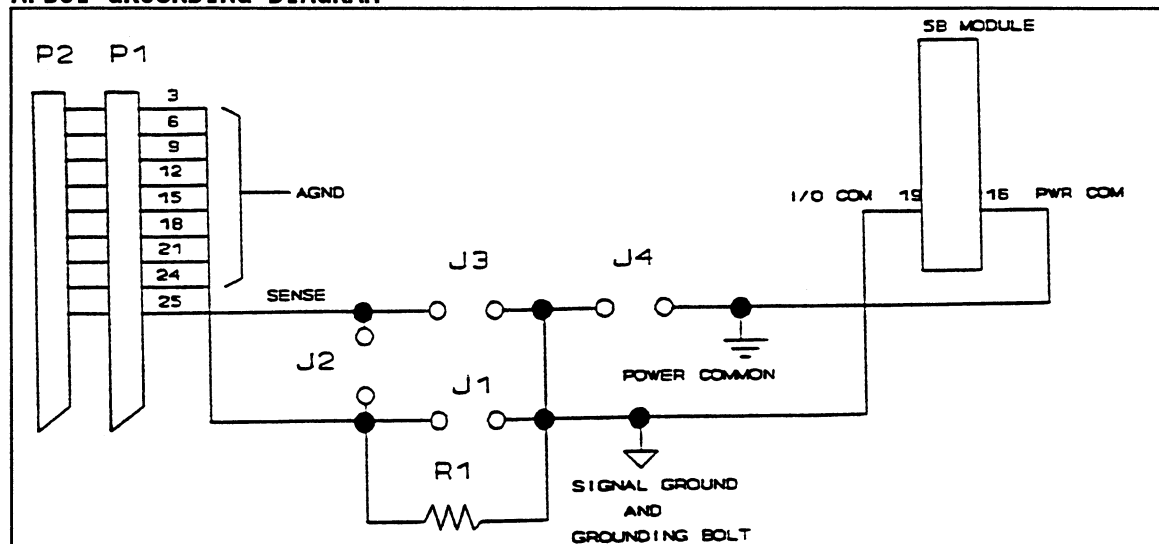 SB MODULE
P2 P1
3
6
9
12
15
18
21
24
25
AGND
I/O COM 19 16 PWR COM
SENSE
J3 J4
J2
J1
POWER COMMON
R1
SIGNAL GROUND
AND
GROUNDING BOLT